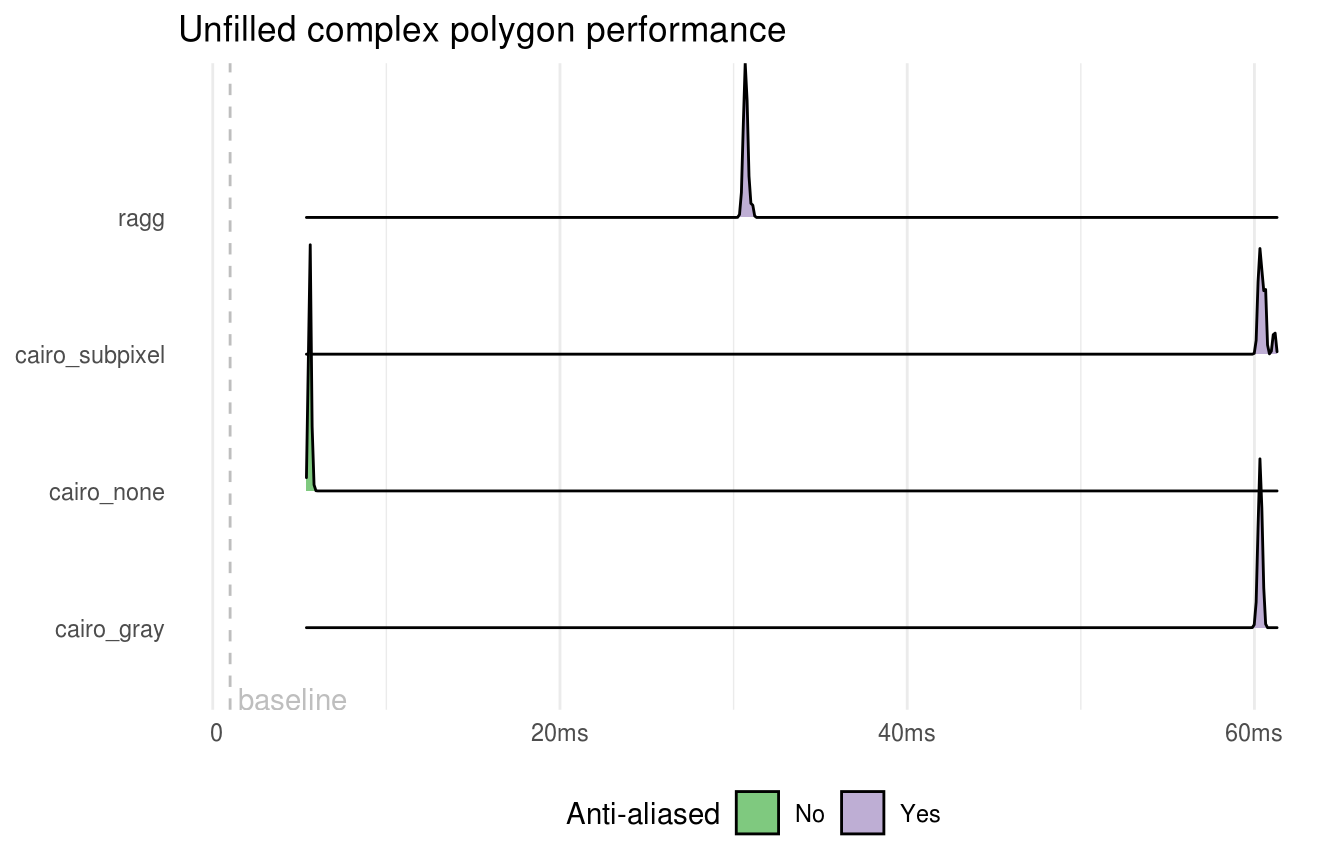 Unfilled complex polygon performance
ragg
cairo_subpixel
cairo_none
cairo_gray
baseline
0 20ms 40ms 60ms
Anti-aliased No Yes